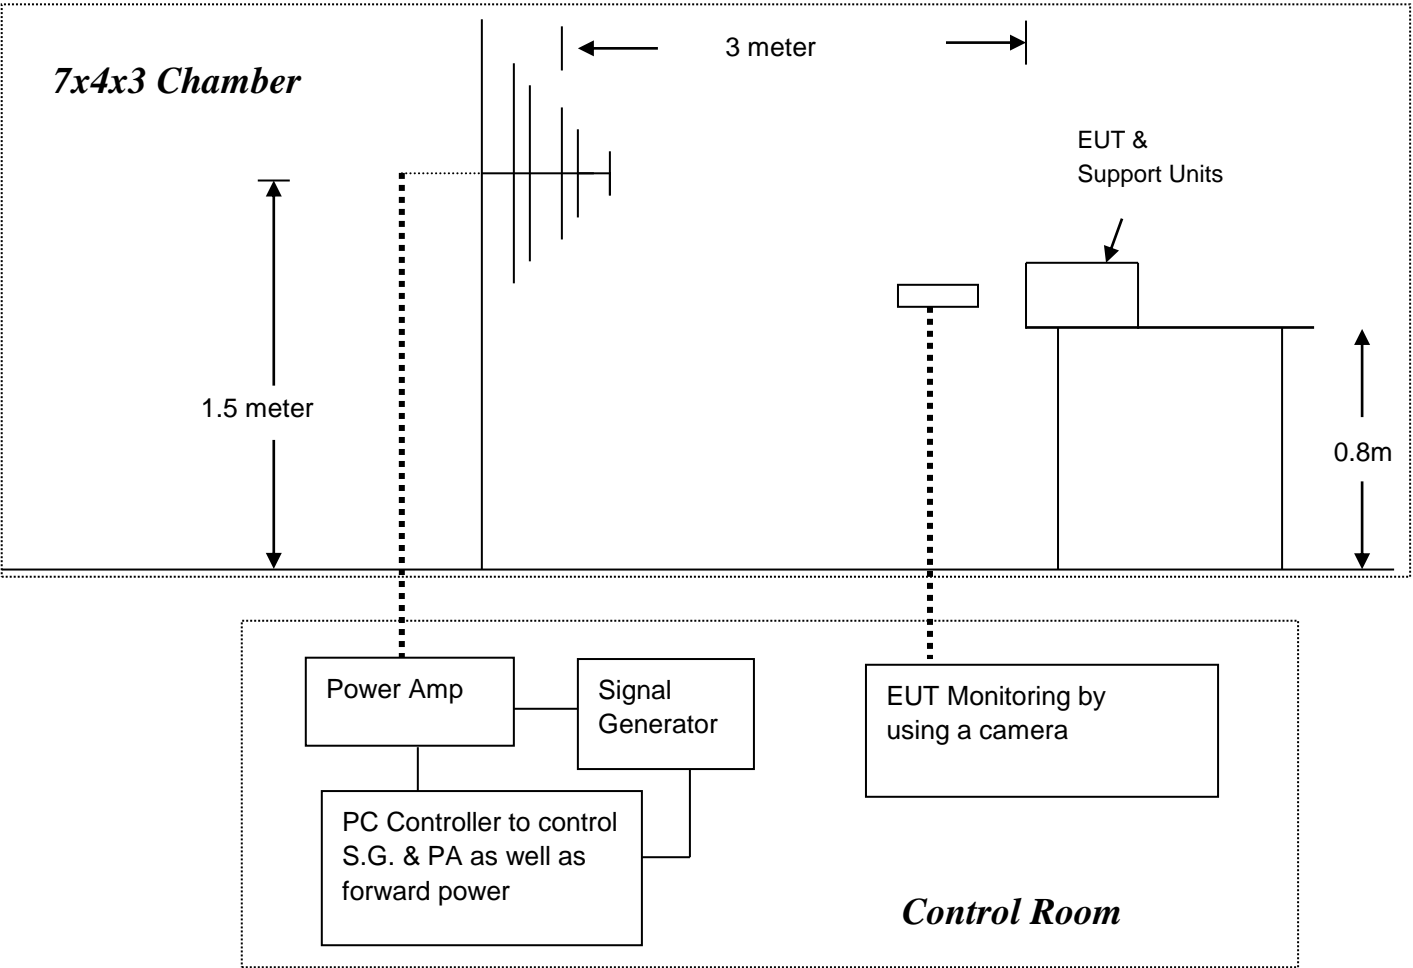 3 meter
7x4x3 Chamber
EUT &
Support Units
1.5 meter
0.8m
Power Amp
Signal
Generator
EUT Monitoring by
using a camera
PC Controller to control
S.G. & PA as well as
forward power
Control Room